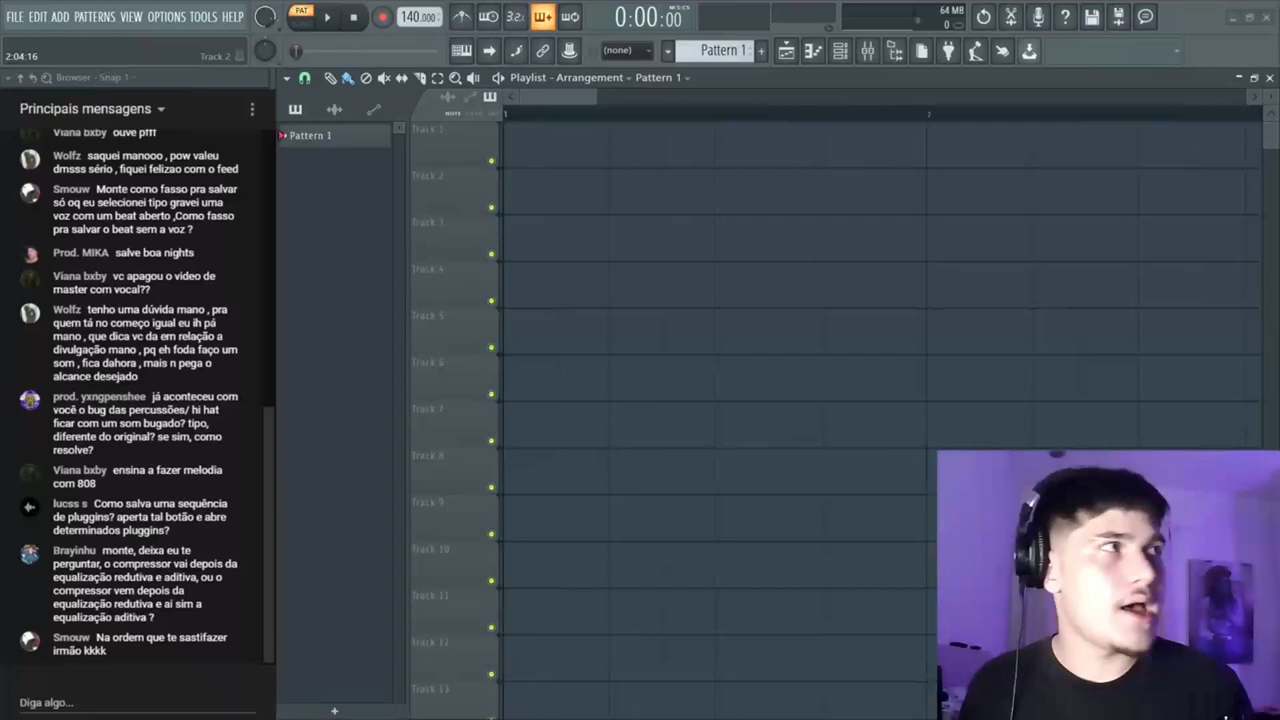 FILE EDIT ADD PATTERNS VIEW OPTIONS TOOLS HELP
PAT
140.000
3.2.
0:00:00
M:S:CS
64 MB
0
2:04:16
Track 2
(none)
Pattern 1
Browser - Snap 1
Playlist - Arrangement
Pattern 1
Principais mensagens
Viana bxby ouve pfff
Wolfz saquei manooo , pow valeu
dmsss sério , fiquei felizao com o feed
Smouw Monte como fasso pra salvar
só oq eu selecionei tipo gravei uma
voz com um beat aberto ,Como fasso
pra salvar o beat sem a voz ?
Prod. MIKA salve boa nights
Viana bxby vc apagou o video de
master com vocal??
Wolfz tenho uma dúvida mano , pra
quem tá no começo igual eu ih pá
mano , que dica vc da em relação a
divulgação mano , pq eh foda faço um
som , fica dahora , mais n pega o
alcance desejado
prod. yxngpenshee já aconteceu com
você o bug das percussões/ hi hat
ficar com um som bugado? tipo,
diferente do original? se sim, como
resolve?
Viana bxby ensina a fazer melodia
com 808
lucss s Como salva uma sequência
de pluggins? aperta tal botão e abre
determinados pluggins?
Brayinhu monte, deixa eu te
perguntar, o compressor vai depois da
equalização redutiva e aditiva, ou o
compressor vem depois da
equalização redutiva e ai sim a
equalização aditiva ?
Smouw Na ordem que te sastifazer
irmão kkkk
Diga algo...
Pattern 1
NOTE
1
2
Track 1
Track 2
Track 3
Track 4
Track 5
Track 6
Track 7
Track 8
Track 9
Track 10
Track 11
Track 12
Track 13